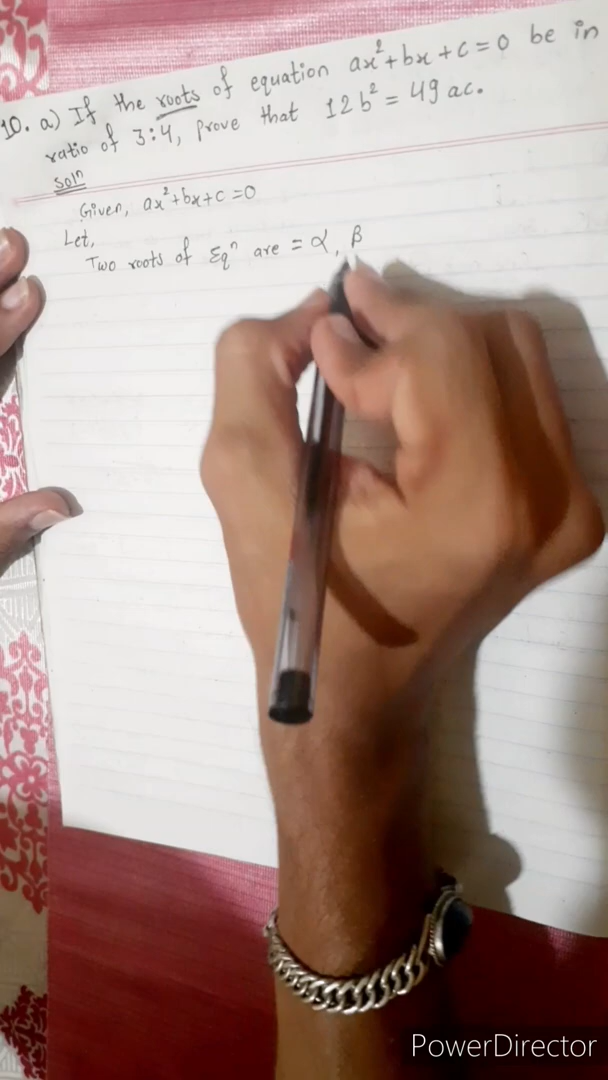 10. a) If the roots of equation ax²+bx+c=0 be in
ratio of 3:4, prove that 12b²=49ac.
Solⁿ
Given, ax²+bx+c=0
Let,
Two roots of Eqⁿ are = α, β
PowerDirector